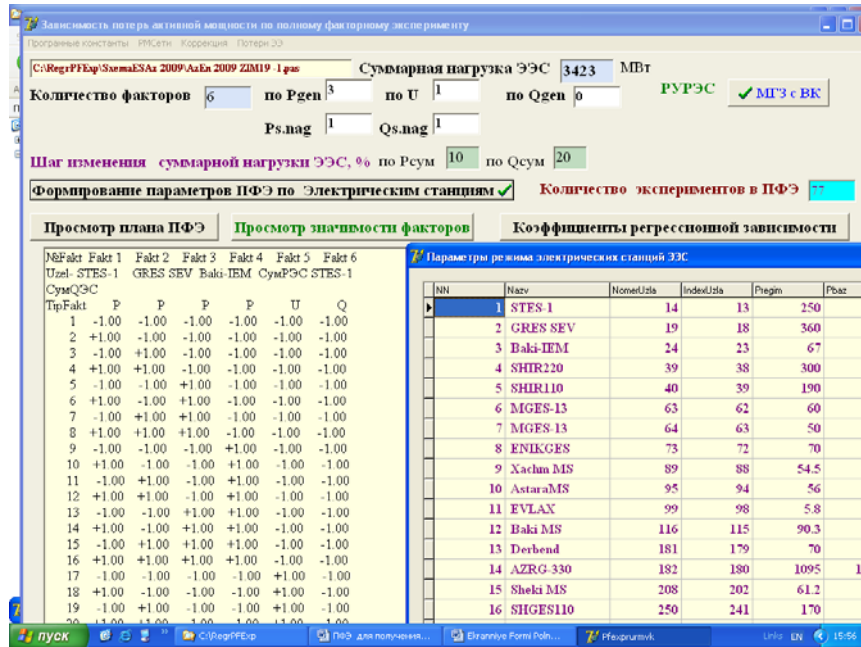 Зависимость потерь активной мощности по полному факторному эксперименту
Програмные константы РМСети Коррекция Потери ЭЭ
C:\RegrPFExp\SxemaESAz 2009\AzEn 2009 ZIM19 -1.pas Суммарная нагрузка ЭЭС 3423 МВт
Количество факторов 6 по Pgen 3 по U 1 по Qgen 0 РУРЭС МГЗ с ВК
Ps.nag 1 Qs.nag 1
Шаг изменения суммарной нагрузки ЭЭС, % по Рсум 10 по Qсум 20
Формирование параметров ПФЭ по Электрическим станциям Количество экспериментов в ПФЭ 77
Просмотр плана ПФЭ Просмотр значимости факторов Коэффициенты регрессионной зависимости
№Fakt Fakt 1 Fakt 2 Fakt 3 Fakt 4 Fakt 5 Fakt 6
Uzel- STES-1 GRES SEV Baki-IEM СумРЭС STES-1
СумQЭС
TipFakt P P P P U Q
1 -1.00 -1.00 -1.00 -1.00 -1.00 -1.00
2 +1.00 -1.00 -1.00 -1.00 -1.00 -1.00
3 -1.00 +1.00 -1.00 -1.00 -1.00 -1.00
4 +1.00 +1.00 -1.00 -1.00 -1.00 -1.00
5 -1.00 -1.00 +1.00 -1.00 -1.00 -1.00
6 +1.00 -1.00 +1.00 -1.00 -1.00 -1.00
7 -1.00 +1.00 +1.00 -1.00 -1.00 -1.00
8 +1.00 +1.00 +1.00 -1.00 -1.00 -1.00
9 -1.00 -1.00 -1.00 +1.00 -1.00 -1.00
10 +1.00 -1.00 -1.00 +1.00 -1.00 -1.00
11 -1.00 +1.00 -1.00 +1.00 -1.00 -1.00
12 +1.00 +1.00 -1.00 +1.00 -1.00 -1.00
13 -1.00 -1.00 +1.00 +1.00 -1.00 -1.00
14 +1.00 -1.00 +1.00 +1.00 -1.00 -1.00
15 -1.00 +1.00 +1.00 +1.00 -1.00 -1.00
16 +1.00 +1.00 +1.00 +1.00 -1.00 -1.00
17 -1.00 -1.00 -1.00 -1.00 +1.00 -1.00
18 +1.00 -1.00 -1.00 -1.00 +1.00 -1.00
19 -1.00 +1.00 -1.00 -1.00 +1.00 -1.00
Параметры режима электрических станций ЭЭС
NN Nazv NomerUzla IndexUzla Pregim Pbaz
1 STES-1 14 13 250
2 GRES SEV 19 18 360
3 Baki-IEM 24 23 67
4 SHIR220 39 38 300
5 SHIR110 40 39 190
6 MGES-13 63 62 60
7 MGES-13 64 63 50
8 ENIKGES 73 72 70
9 Xachm MS 89 88 54.5
10 AstaraMS 95 94 56
11 EVLAX 99 98 5.8
12 Baki MS 116 115 90.3
13 Derbend 181 179 70
14 AZRG-330 182 180 1095 1
15 Sheki MS 208 202 61.2
16 SHGES110 250 241 170
пуск C:\RegrPFExp ПФЭ для получения... Ekranniye Formi Poln... Pfexprurmvk Links EN 15:56